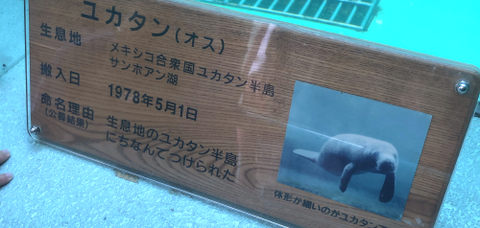 ユカタン(オス)
生息地 メキシコ合衆国ユカタン半島
サンホアン湖
搬入日 1978年5月1日
命名理由 生息地のユカタン半島
(公募結果) にちなんでつけられた
体形が細いのがユカタン